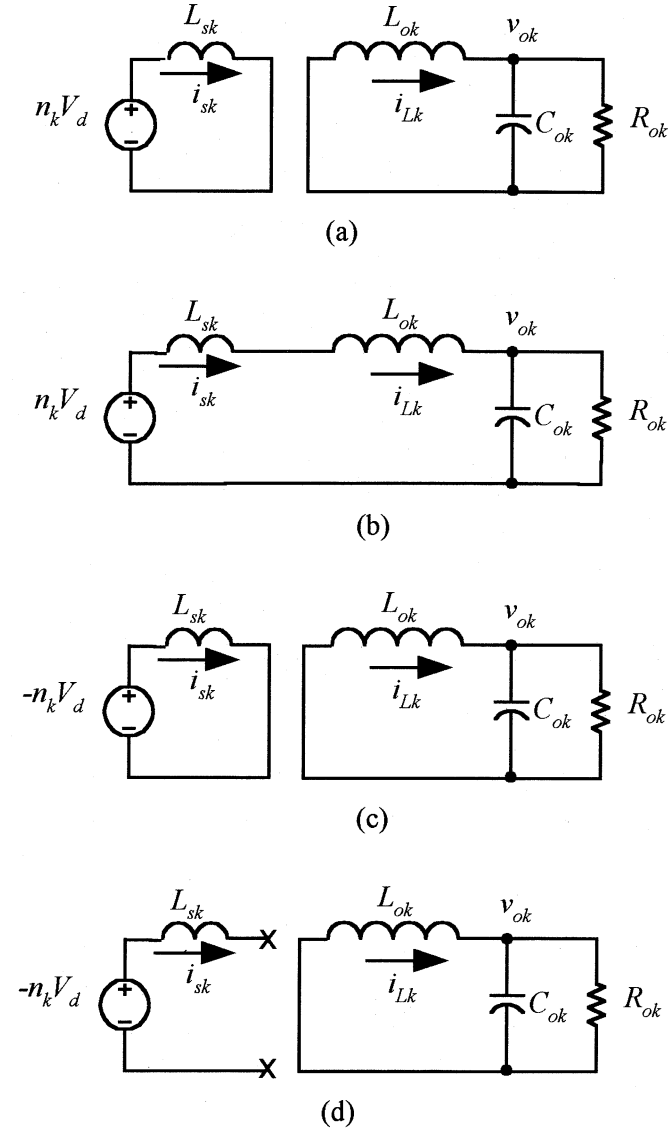 L_sk L_ok v_ok
i_sk i_Lk
n_kV_d + − C_ok R_ok
(a)
L_sk L_ok v_ok
i_sk i_Lk
n_kV_d + − C_ok R_ok
(b)
L_sk L_ok v_ok
i_sk i_Lk
-n_kV_d + − C_ok R_ok
(c)
L_sk L_ok v_ok
i_sk X i_Lk
-n_kV_d + − C_ok R_ok
X
(d)